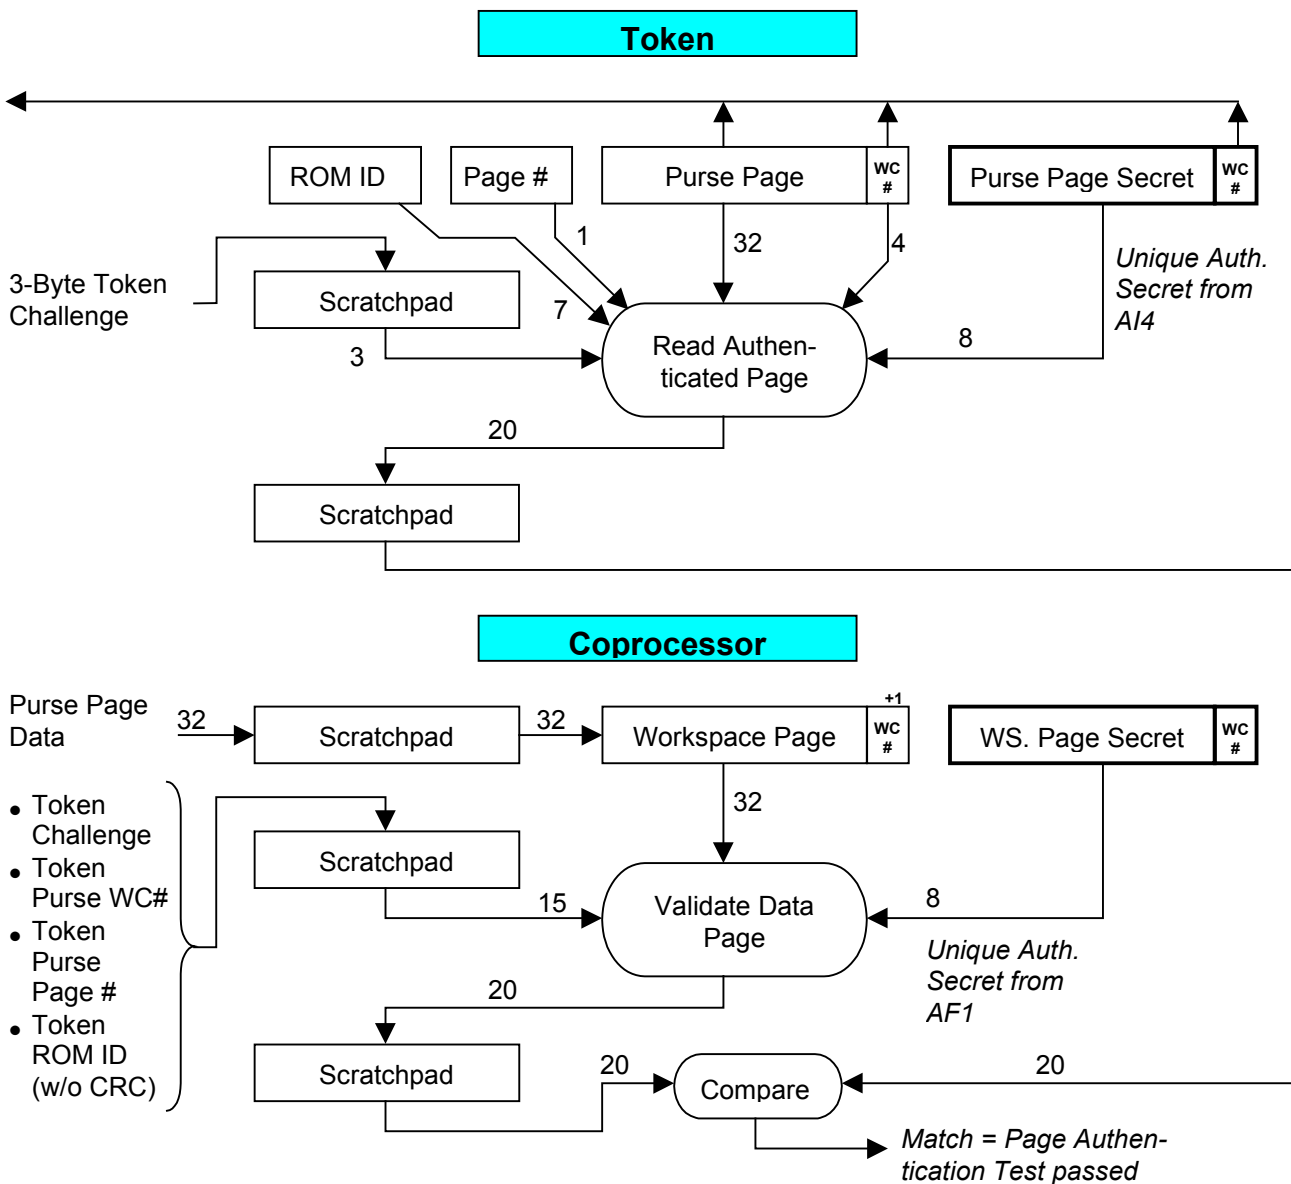 Token
ROM ID
Page #
Purse Page
WC
#
Purse Page Secret
WC
#
1
32
4
3-Byte Token
Challenge
Scratchpad
7
Unique Auth.
Secret from
AI4
3
Read Authen-
ticated Page
8
20
Scratchpad
Coprocessor
Purse Page
Data
32
Scratchpad
32
Workspace Page
+1
WC
#
WS. Page Secret
WC
#
32
• Token
Challenge
• Token
Purse WC#
• Token
Purse
Page #
• Token
ROM ID
(w/o CRC)
Scratchpad
15
Validate Data
Page
8
Unique Auth.
Secret from
AF1
20
Scratchpad
20
Compare
20
Match = Page Authen-
tication Test passed